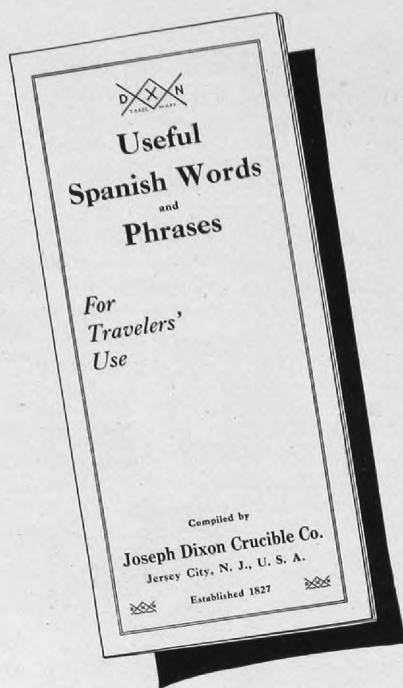 D X N
TRADE MARK
Useful
Spanish Words
and
Phrases
For
Travelers'
Use
Compiled by
Joseph Dixon Crucible Co.
Jersey City, N. J., U. S. A.
Established 1827